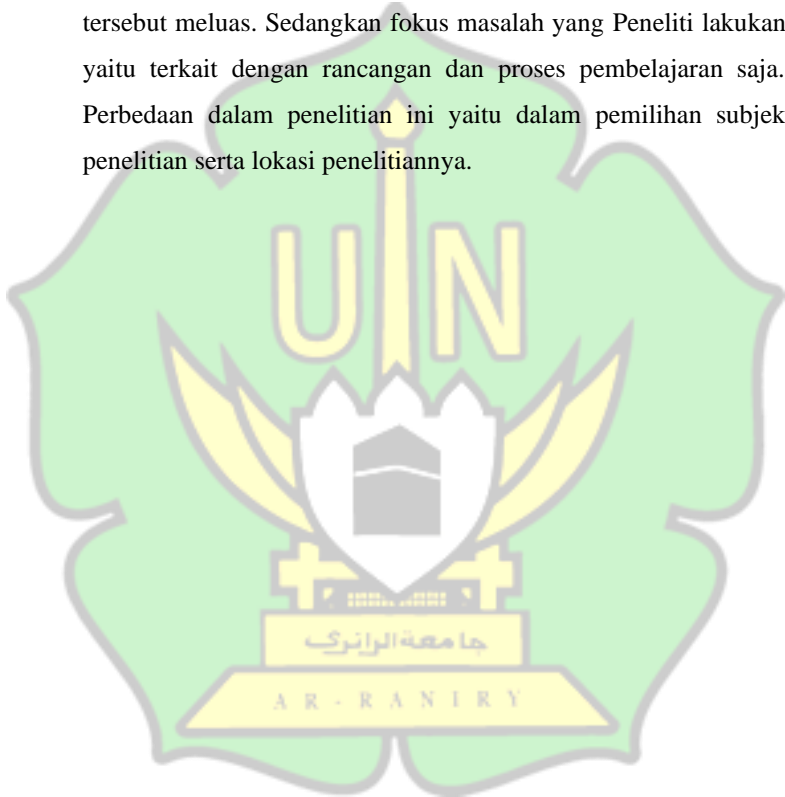 tersebut meluas. Sedangkan fokus masalah yang Peneliti lakukan
yaitu terkait dengan rancangan dan proses pembelajaran saja.
Perbedaan dalam penelitian ini yaitu dalam pemilihan subjek
penelitian serta lokasi penelitiannya.
UIN
جامعة الرانري
AR-RANIRY